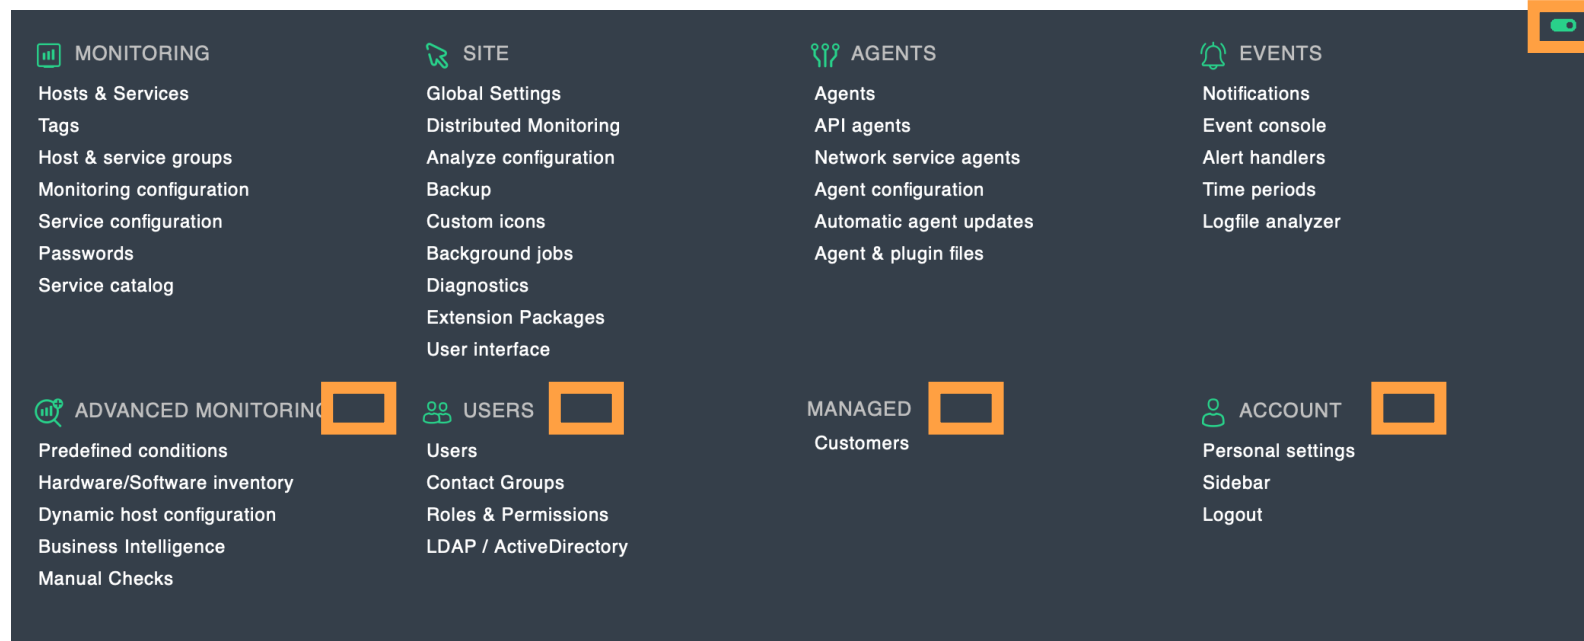 MONITORING
Hosts & Services
Tags
Host & service groups
Monitoring configuration
Service configuration
Passwords
Service catalog
SITE
Global Settings
Distributed Monitoring
Analyze configuration
Backup
Custom icons
Background jobs
Diagnostics
Extension Packages
User interface
AGENTS
Agents
API agents
Network service agents
Agent configuration
Automatic agent updates
Agent & plugin files
EVENTS
Notifications
Event console
Alert handlers
Time periods
Logfile analyzer
ADVANCED MONITORING
Predefined conditions
Hardware/Software inventory
Dynamic host configuration
Business Intelligence
Manual Checks
USERS
Users
Contact Groups
Roles & Permissions
LDAP / ActiveDirectory
MANAGED
Customers
ACCOUNT
Personal settings
Sidebar
Logout